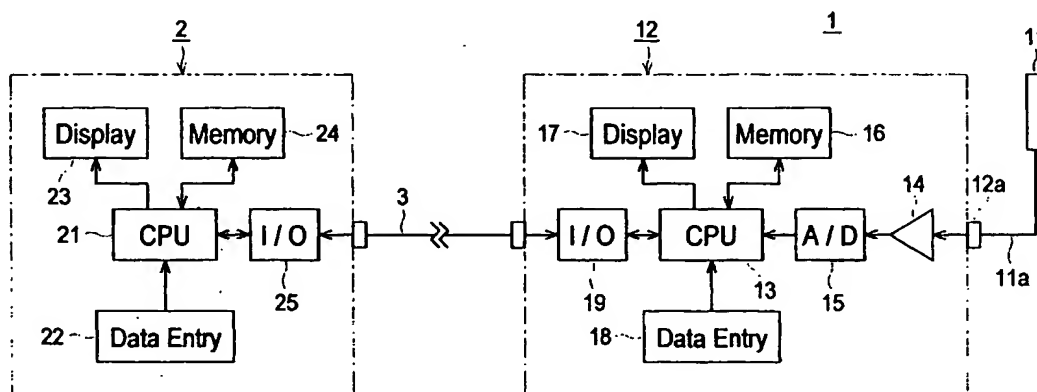 2
12
1
11
Display
Memory
24
17
Display
Memory
16
23
14
12a
21
CPU
I / O
3
I / O
CPU
A / D
25
19
13
15
11a
22
Data Entry
18
Data Entry